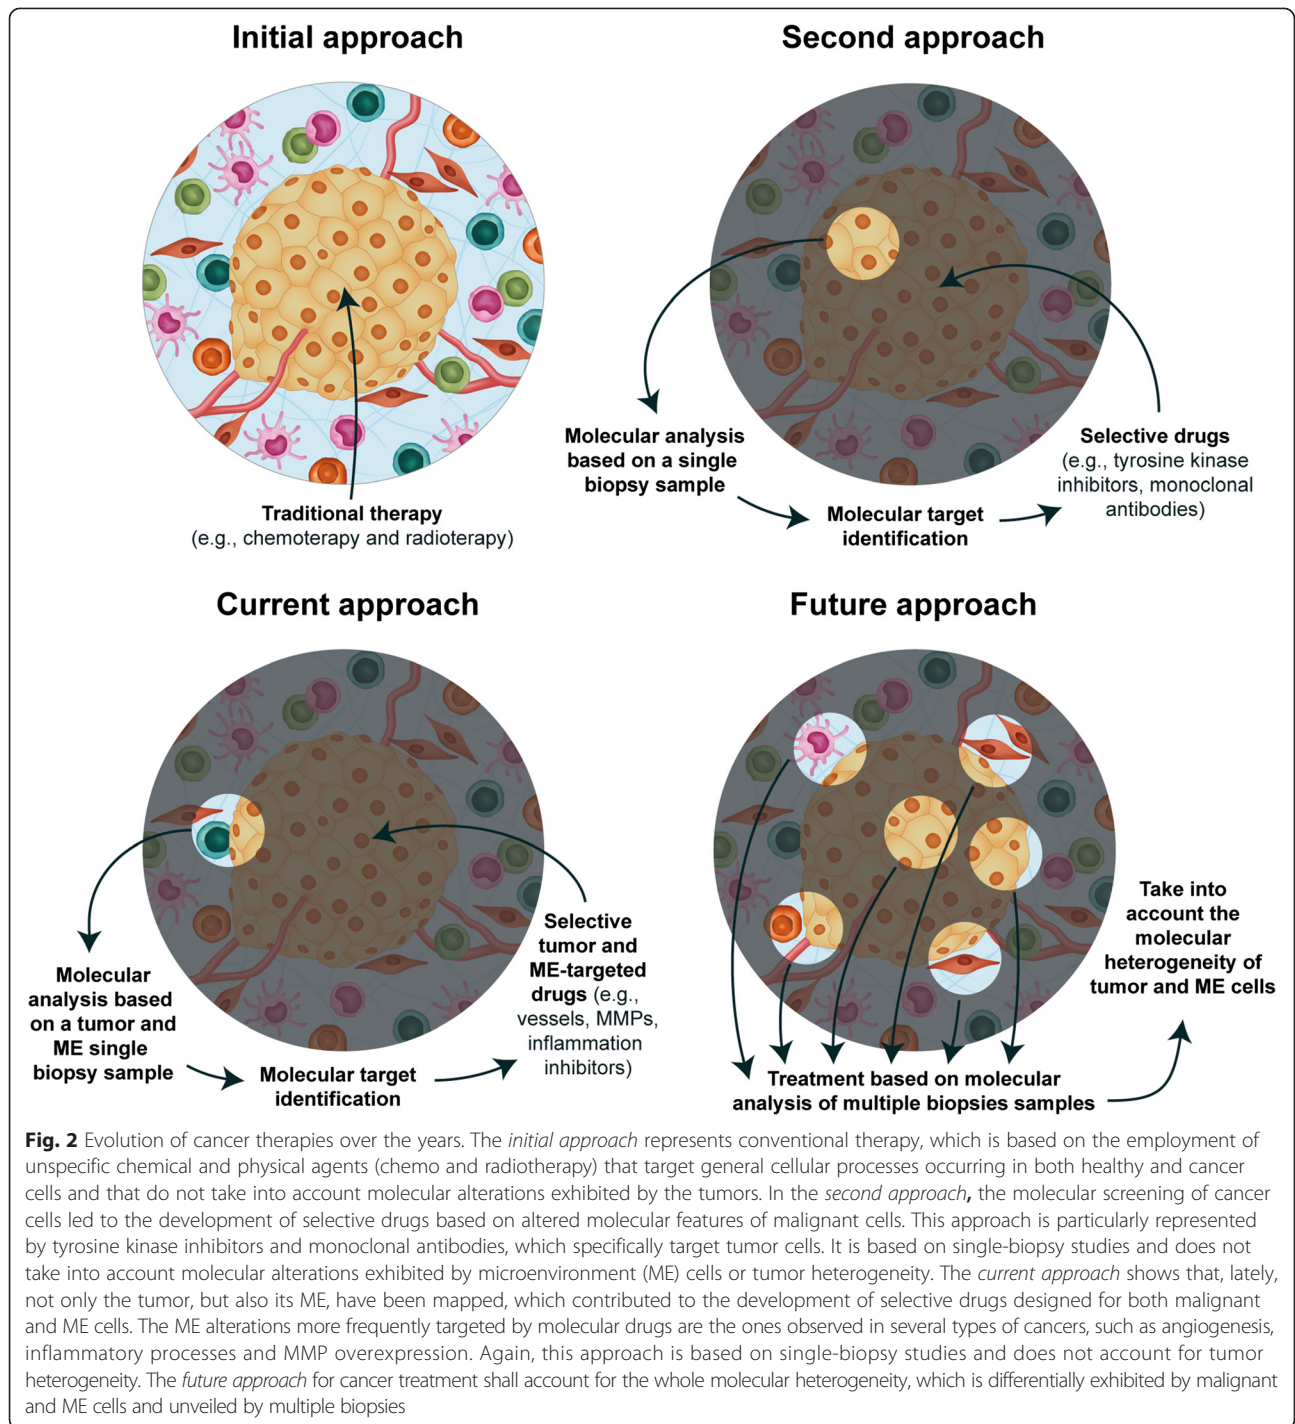 Initial approach
Traditional therapy
(e.g., chemoterapy and radioterapy)
Second approach
Molecular analysis
based on a single
biopsy sample
Molecular target
identification
Selective drugs
(e.g., tyrosine kinase
inhibitors, monoclonal
antibodies)
Current approach
Molecular
analysis based
on a tumor and
ME single
biopsy sample
Molecular target
identification
Selective
tumor and
ME-targeted
drugs (e.g.,
vessels, MMPs,
inflammation
inhibitors)
Future approach
Treatment based on molecular
analysis of multiple biopsies samples
Take into
account the
molecular
heterogeneity of
tumor and ME cells
Fig. 2 Evolution of cancer therapies over the years. The initial approach represents conventional therapy, which is based on the employment of
unspecific chemical and physical agents (chemo and radiotherapy) that target general cellular processes occurring in both healthy and cancer
cells and that do not take into account molecular alterations exhibited by the tumors. In the second approach, the molecular screening of cancer
cells led to the development of selective drugs based on altered molecular features of malignant cells. This approach is particularly represented
by tyrosine kinase inhibitors and monoclonal antibodies, which specifically target tumor cells. It is based on single-biopsy studies and does not
take into account molecular alterations exhibited by microenvironment (ME) cells or tumor heterogeneity. The current approach shows that, lately,
not only the tumor, but also its ME, have been mapped, which contributed to the development of selective drugs designed for both malignant
and ME cells. The ME alterations more frequently targeted by molecular drugs are the ones observed in several types of cancers, such as angiogenesis,
inflammatory processes and MMP overexpression. Again, this approach is based on single-biopsy studies and does not account for tumor
heterogeneity. The future approach for cancer treatment shall account for the whole molecular heterogeneity, which is differentially exhibited by malignant
and ME cells and unveiled by multiple biopsies